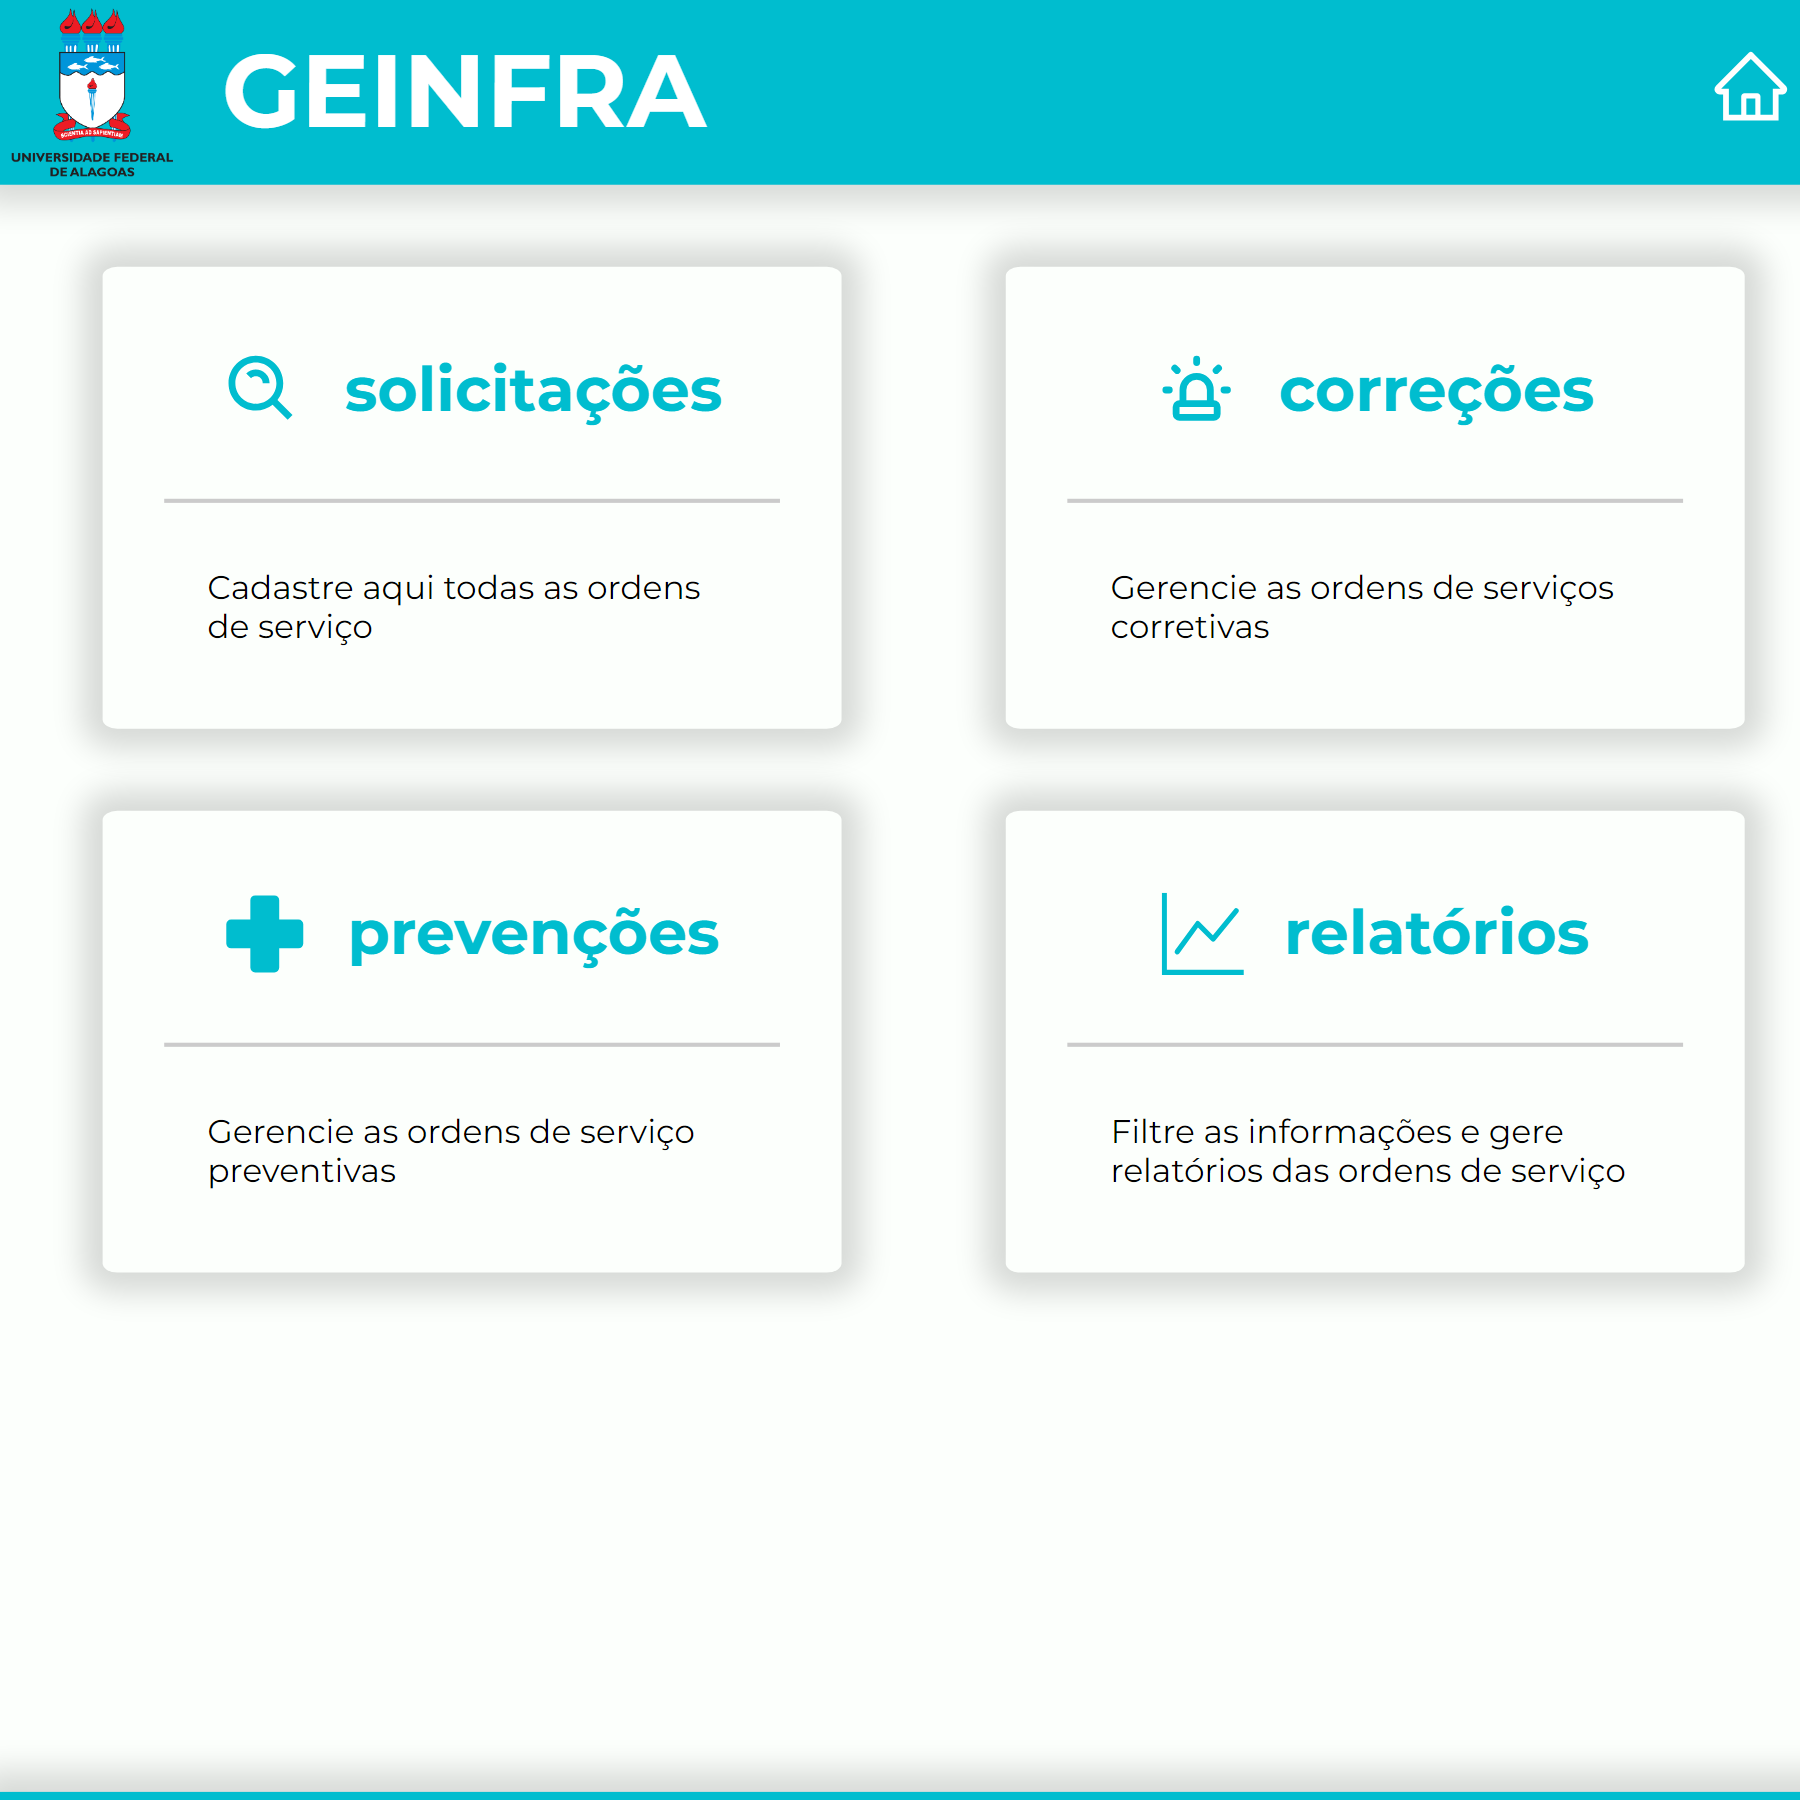 SCIENTIA AD SAPIENTIAM
UNIVERSIDADE FEDERAL
DE ALAGOAS
GEINFRA
solicitações
Cadastre aqui todas as ordens
de serviço
correções
Gerencie as ordens de serviços
corretivas
prevenções
Gerencie as ordens de serviço
preventivas
relatórios
Filtre as informações e gere
relatórios das ordens de serviço